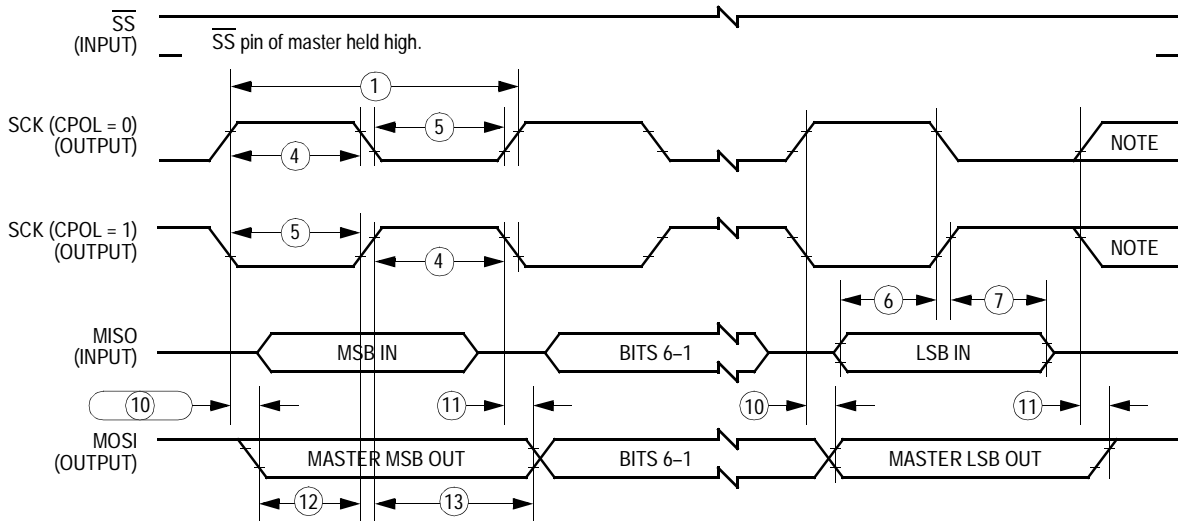 SS
(INPUT)
SS pin of master held high.
1
SCK (CPOL = 0)
(OUTPUT)
5
4
NOTE
SCK (CPOL = 1)
(OUTPUT)
5
4
NOTE
6
7
MISO
(INPUT)
MSB IN
BITS 6–1
LSB IN
10
11
10
11
MOSI
(OUTPUT)
MASTER MSB OUT
BITS 6–1
MASTER LSB OUT
12
13